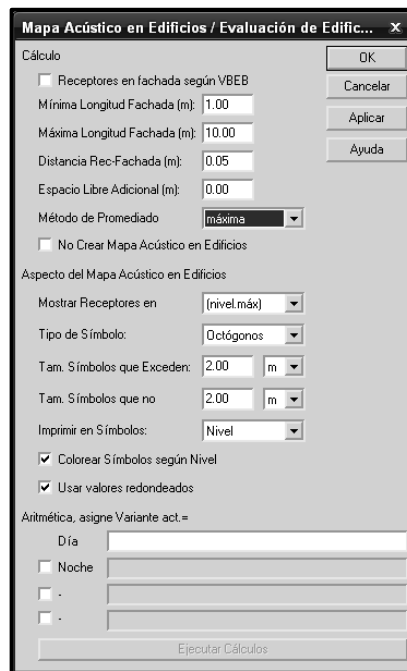 Mapa Acústico en Edificios / Evaluación de Edific... x
Cálculo
OK
Receptores en fachada según VBEB
Cancelar
Mínima Longitud Fachada (m): 1.00
Máxima Longitud Fachada (m): 10.00
Aplicar
Distancia Rec-Fachada (m): 0.05
Ayuda
Espacio Libre Adicional (m): 0.00
Método de Promediado máxima
No Crear Mapa Acústico en Edificios
Aspecto del Mapa Acústico en Edificios
Mostrar Receptores en (nivel.máx)
Tipo de Símbolo: Octógonos
Tam. Símbolos que Exceden: 2.00 m
Tam. Símbolos que no 2.00 m
Imprimir en Símbolos: Nivel
Colorear Símbolos según Nivel
Usar valores redondeados
Aritmética, asigne Variante act.=
Día
Noche
-
-
Ejecutar Cálculos